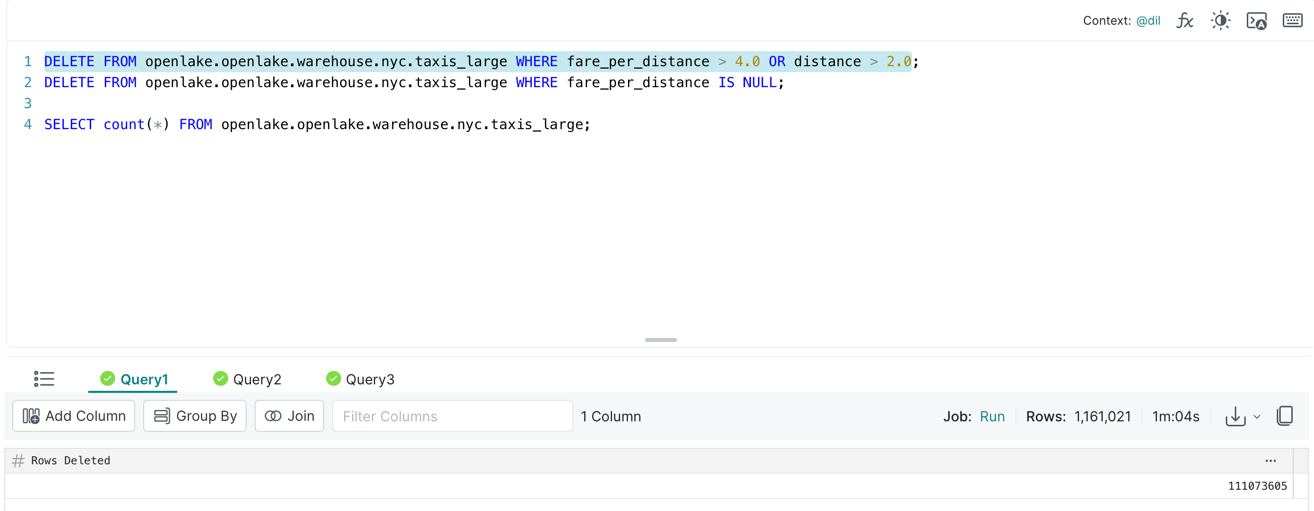 Context: @dil
1 DELETE FROM openlake.openlake.warehouse.nyc.taxis_large WHERE fare_per_distance > 4.0 OR distance > 2.0;
2 DELETE FROM openlake.openlake.warehouse.nyc.taxis_large WHERE fare_per_distance IS NULL;
3
4 SELECT count(*) FROM openlake.openlake.warehouse.nyc.taxis_large;
Query1 Query2 Query3
Add Column Group By Join Filter Columns 1 Column Job: Run Rows: 1,161,021 1m:04s
# Rows Deleted ...
111073605